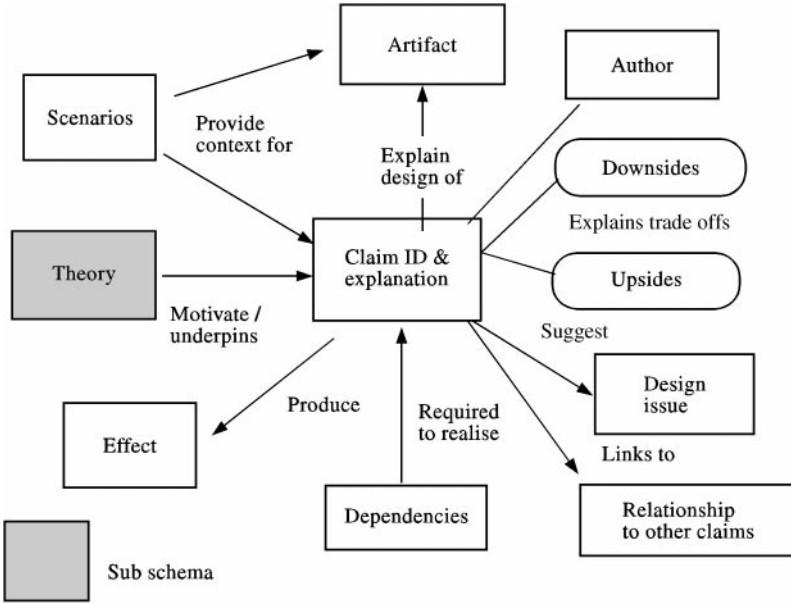 Artifact
Author
Scenarios
Provide
context for
Explain
design of
Downsides
Explains trade offs
Claim ID &
explanation
Theory
Upsides
Motivate /
underpins
Suggest
Design
issue
Produce
Required
to realise
Effect
Links to
Dependencies
Relationship
to other claims
Sub schema